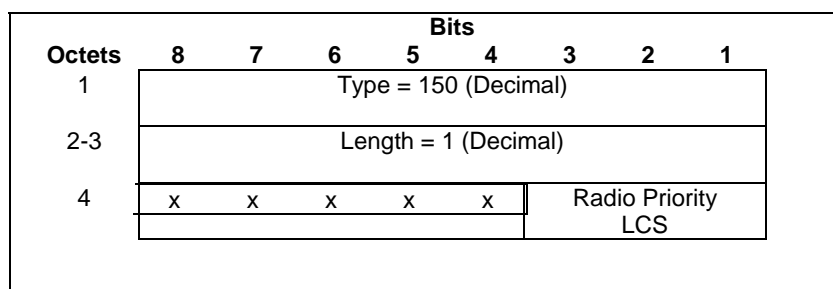 Bits
Octets 8 7 6 5 4 3 2 1
1 Type = 150 (Decimal)
2-3 Length = 1 (Decimal)
4 x x x x x Radio Priority
LCS